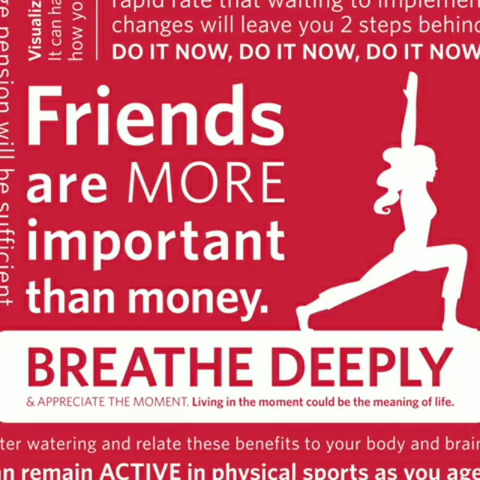 rapid rate that waiting to implement
changes will leave you 2 steps behind
DO IT NOW, DO IT NOW, DO IT NOW
Visualiz
It can ha
how yo
pension will be sufficient
Friends
are MORE
important
than money.
BREATHE DEEPLY
& APPRECIATE THE MOMENT. Living in the moment could be the meaning of life.
ter watering and relate these benefits to your body and brain
n remain ACTIVE in physical sports as you age